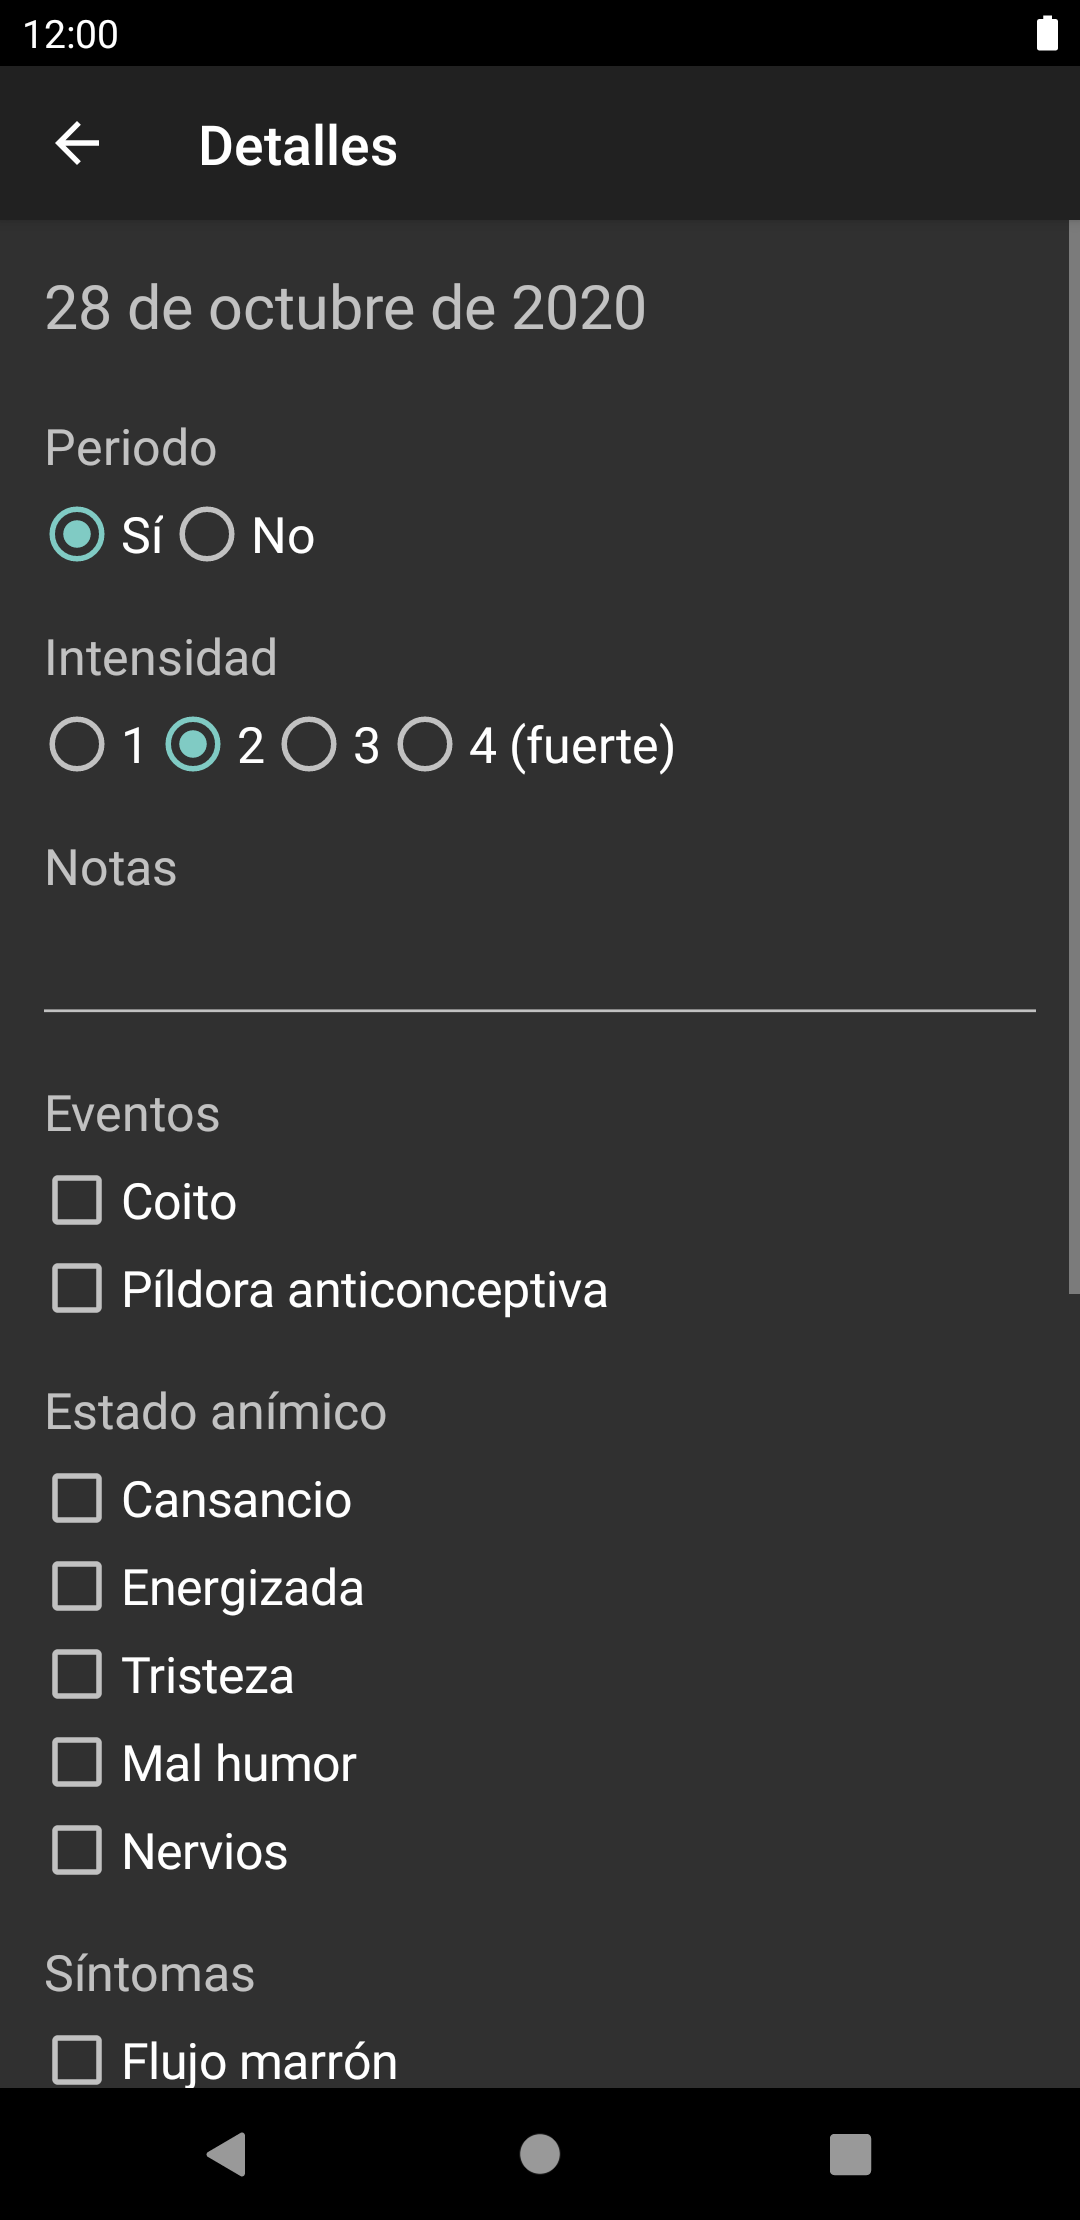 12:00
Detalles
28 de octubre de 2020
Periodo
Sí No
Intensidad
1 2 3 4 (fuerte)
Notas
Eventos
Coito
Píldora anticonceptiva
Estado anímico
Cansancio
Energizada
Tristeza
Mal humor
Nervios
Síntomas
Flujo marrón